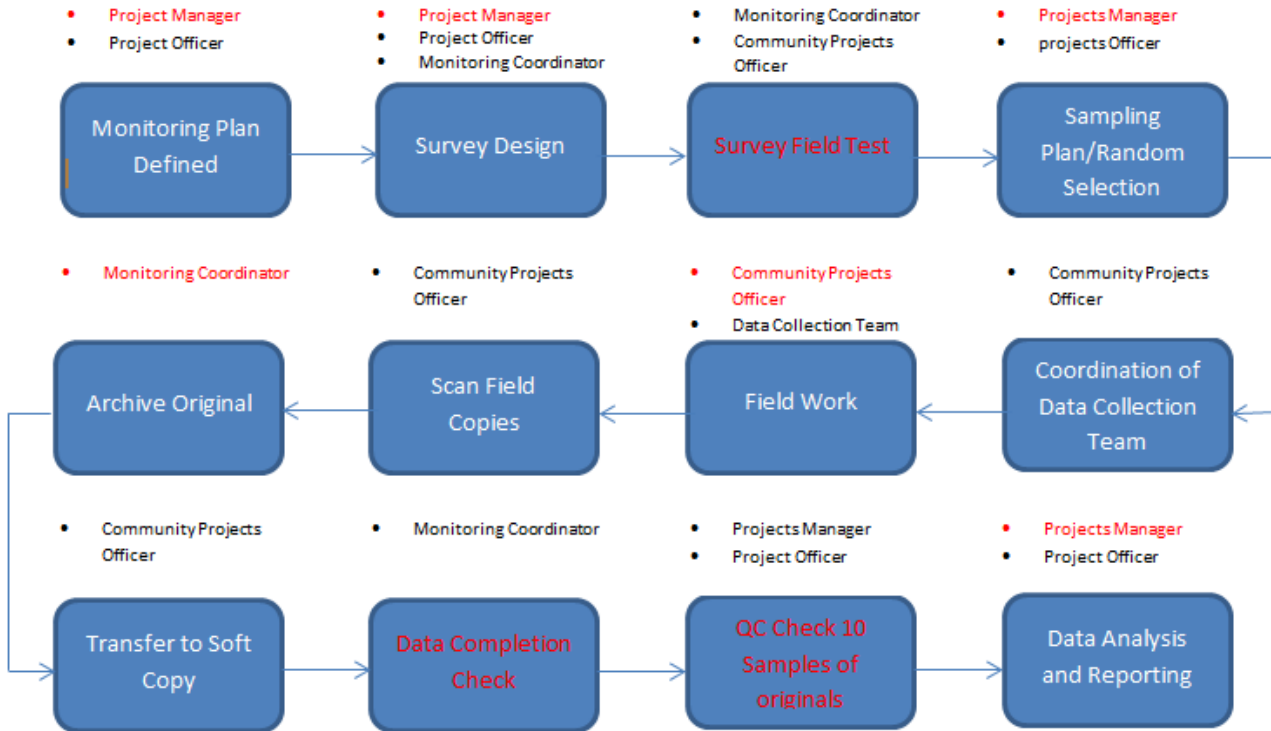 • Project Manager
• Project Officer
• Project Manager
• Project Officer
• Monitoring Coordinator
• Monitoring Coordinator
• Community Projects
Officer
• Projects Manager
• projects Officer
Monitoring Plan
Defined
Survey Design
Survey Field Test
Sampling
Plan/Random
Selection
• Monitoring Coordinator
• Community Projects
Officer
• Community Projects
Officer
• Data Collection Team
• Community Projects
Officer
Archive Original
Scan Field
Copies
Field Work
Coordination of
Data Collection
Team
• Community Projects
Officer
• Monitoring Coordinator
• Projects Manager
• Project Officer
• Projects Manager
• Project Officer
Transfer to Soft
Copy
Data Completion
Check
QC Check 10
Samples of
originals
Data Analysis
and Reporting